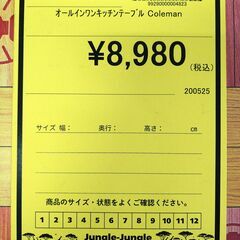 99290000004823
オールインワンキッチンテーブル Coleman
¥8,980
(税込)
200525
サイズ 幅: 奥行: 高さ: cm
商品のサイズ・状態をよくご確認ください。
1 2 3 4 5 6 7 8 9 10 11 12
Jungle-Jungle